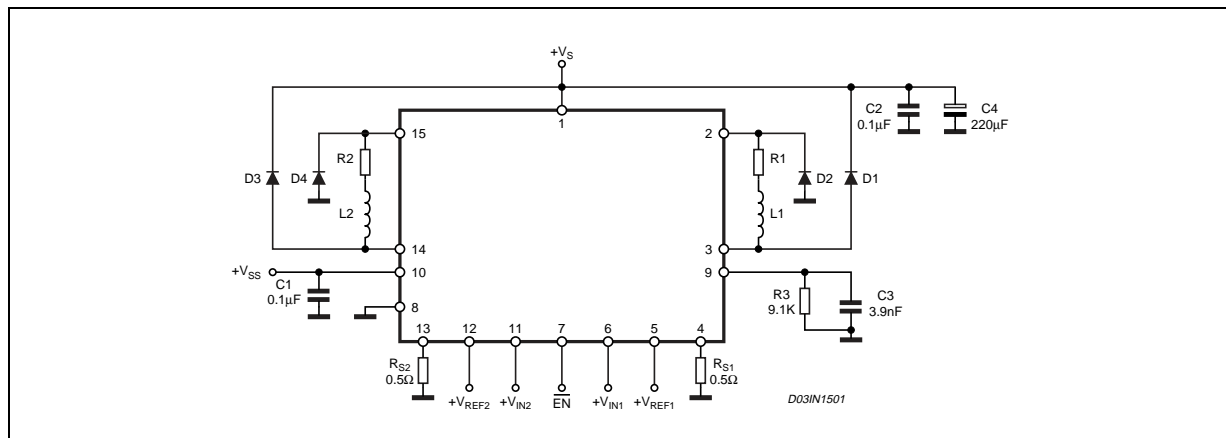 +VS
C2
0.1μF
C4
220μF
1
15
2
R2
R1
D3
D4
D2
D1
L2
L1
14
3
+VSS
10
9
C1
0.1μF
R3
9.1K
C3
3.9nF
8
13
12
11
7
6
5
4
RS2
0.5Ω
RS1
0.5Ω
+VREF2
+VIN2
EN
+VIN1
+VREF1
D03IN1501